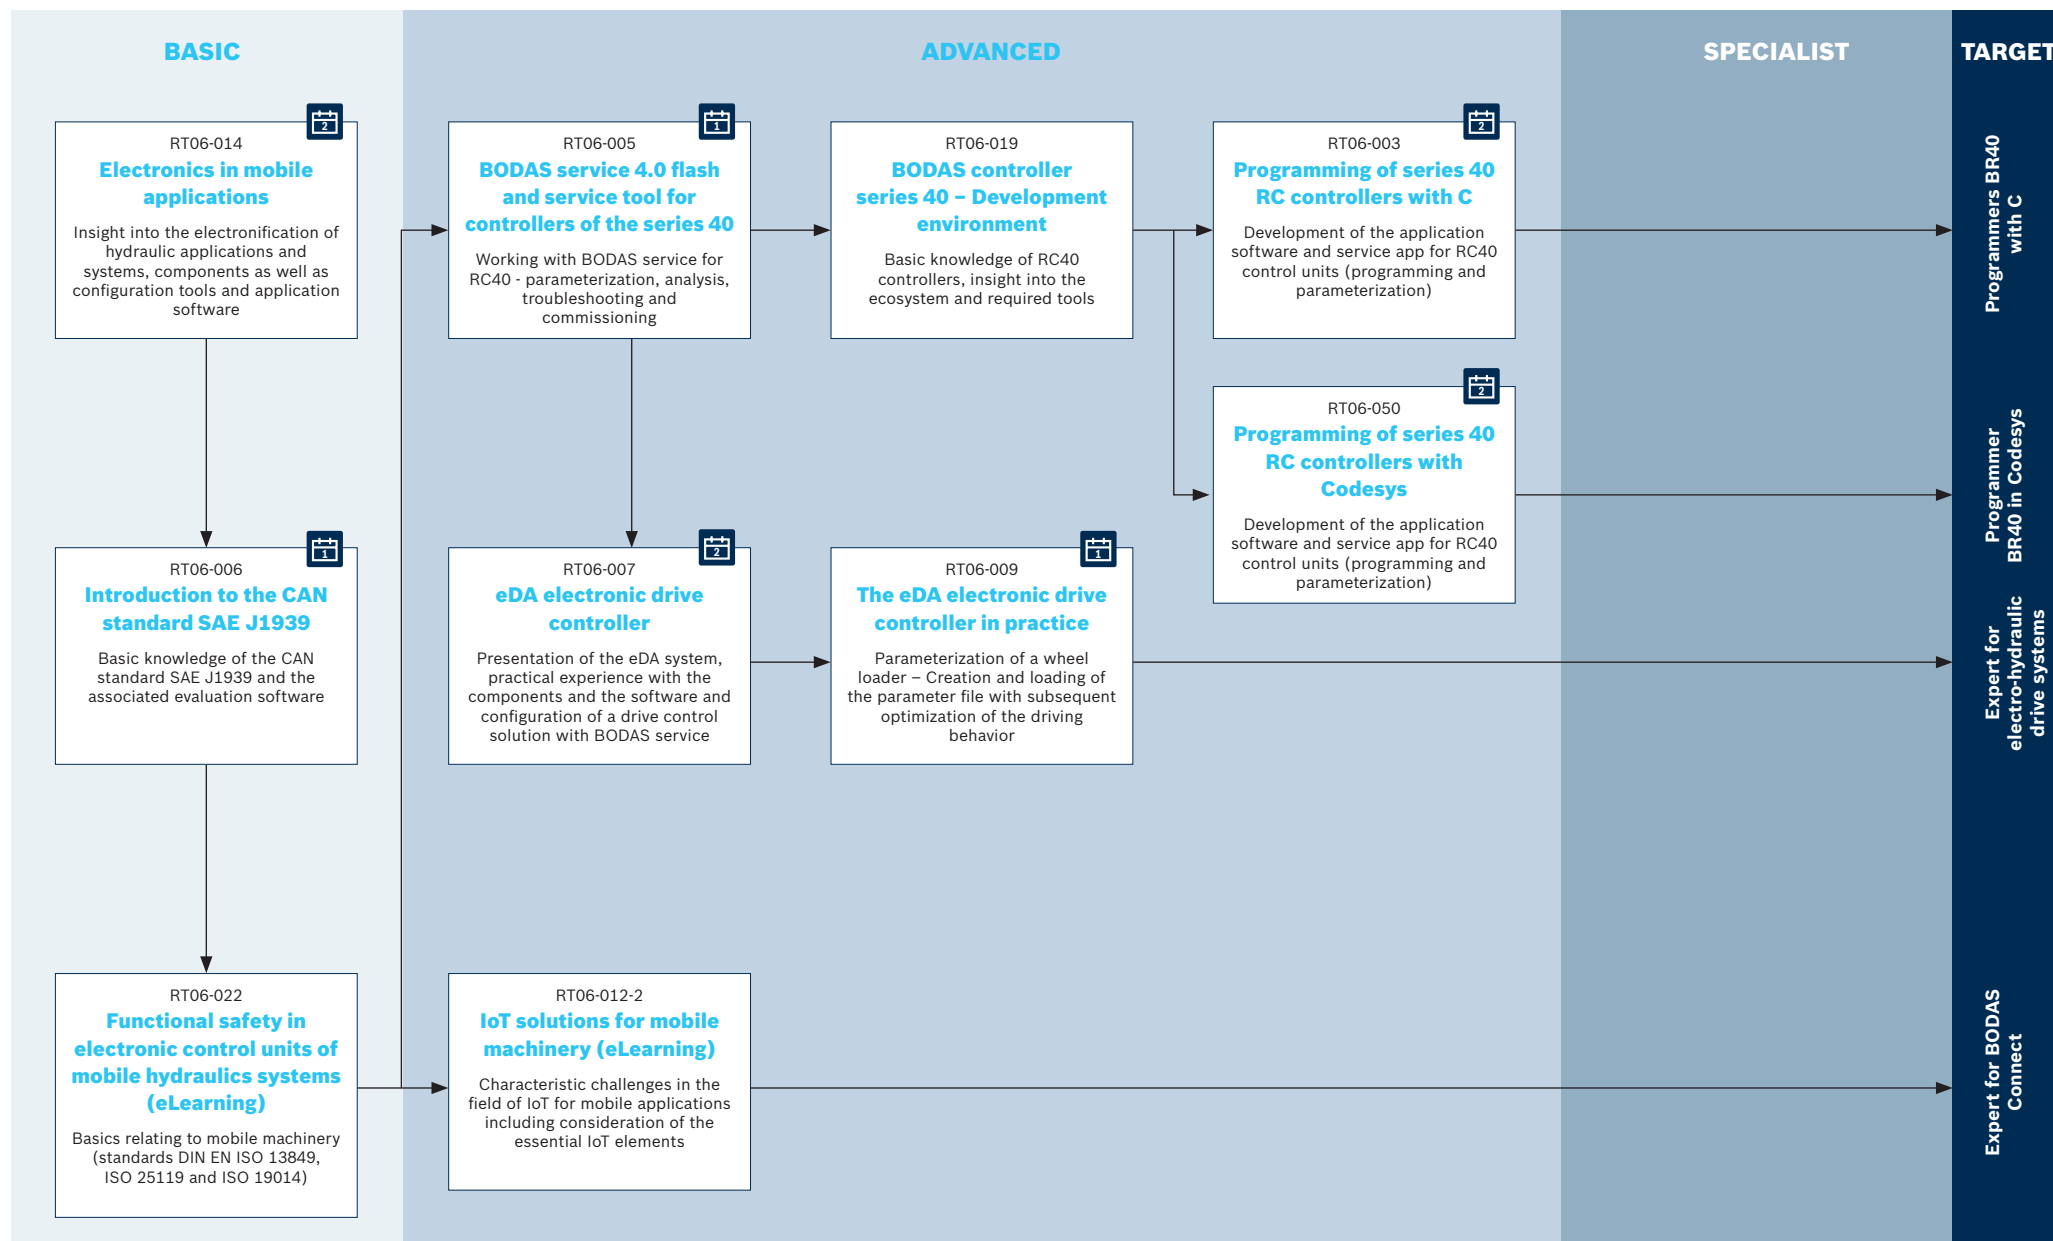 BASIC
ADVANCED
SPECIALIST
TARGET
2
RT06-014
Electronics in mobile
applications
Insight into the electronification of
hydraulic applications and
systems, components as well as
configuration tools and application
software
1
RT06-005
BODAS service 4.0 flash
and service tool for
controllers of the series 40
Working with BODAS service for
RC40 - parameterization, analysis,
troubleshooting and
commissioning
RT06-019
BODAS controller
series 40 – Development
environment
Basic knowledge of RC40
controllers, insight into the
ecosystem and required tools
2
RT06-003
Programming of series 40
RC controllers with C
Development of the application
software and service app for RC40
control units (programming and
parameterization)
Programmers BR40
with C
2
RT06-050
Programming of series 40
RC controllers with
Codesys
Development of the application
software and service app for RC40
control units (programming and
parameterization)
Programmer
BR40 in Codesys
1
RT06-006
Introduction to the CAN
standard SAE J1939
Basic knowledge of the CAN
standard SAE J1939 and the
associated evaluation software
2
RT06-007
eDA electronic drive
controller
Presentation of the eDA system,
practical experience with the
components and the software and
configuration of a drive control
solution with BODAS service
1
RT06-009
The eDA electronic drive
controller in practice
Parameterization of a wheel
loader – Creation and loading of
the parameter file with subsequent
optimization of the driving
behavior
Expert for
electro-hydraulic
drive systems
RT06-022
Functional safety in
electronic control units of
mobile hydraulics systems
(eLearning)
Basics relating to mobile machinery
(standards DIN EN ISO 13849,
ISO 25119 and ISO 19014)
RT06-012-2
IoT solutions for mobile
machinery (eLearning)
Characteristic challenges in the
field of IoT for mobile applications
including consideration of the
essential IoT elements
Expert for BODAS
Connect